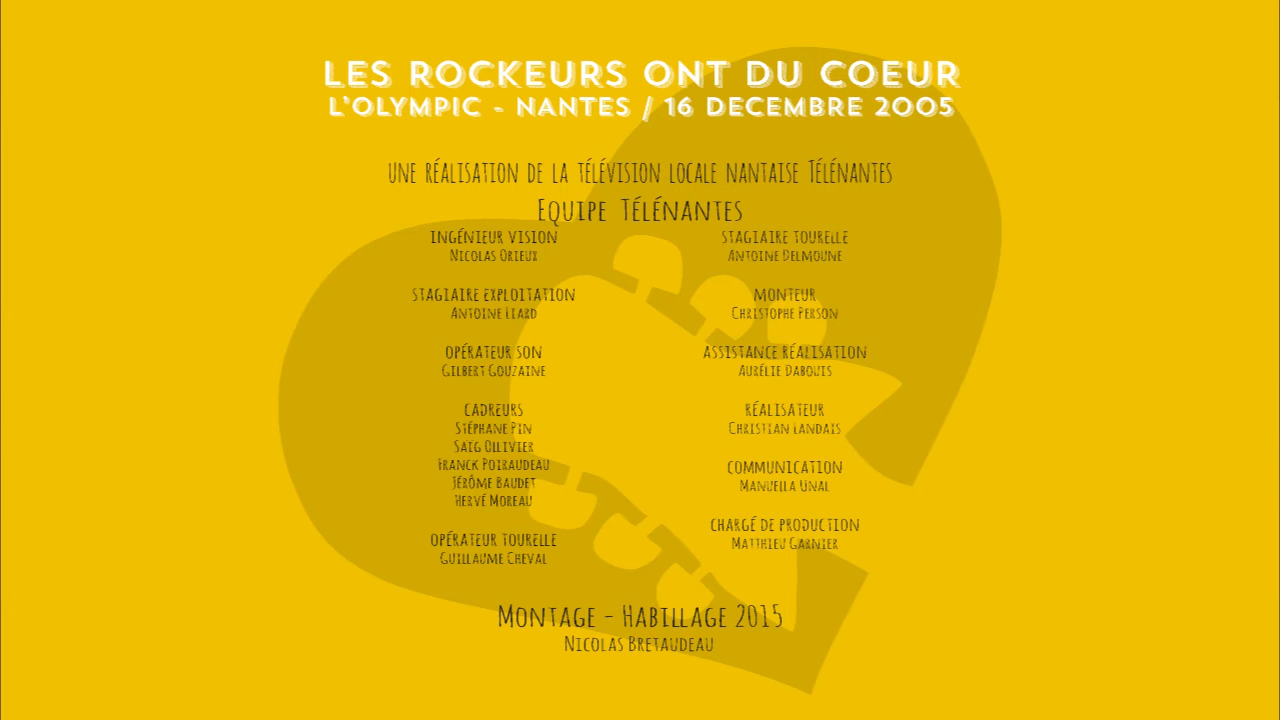 LES ROCKEURS ONT DU COEUR
L'OLYMPIC - NANTES / 16 DECEMBRE 2005
UNE RÉALISATION DE LA TÉLÉVISION LOCALE NANTAISE TÉLÉNANTES
EQUIPE TÉLÉNANTES
INGÉNIEUR VISION
NICOLAS ORIEUX
STAGIAIRE EXPLOITATION
ANTOINE LIARD
OPÉRATEUR SON
GILBERT GOUZAINE
CADREURS
STÉPHANE PIN
SAÏG OLLIVIER
FRANCK POIRAUDEAU
JÉRÔME BAUDET
HERVÉ MOREAU
OPÉRATEUR TOURELLE
GUILLAUME CHEVAL
STAGIAIRE TOURELLE
ANTOINE DELMOUNE
MONTEUR
CHRISTOPHE PERSON
ASSISTANCE RÉALISATION
AURÉLIE DABOUIS
RÉALISATEUR
CHRISTIAN LANDAIS
COMMUNICATION
MANUELLA UNAL
CHARGÉ DE PRODUCTION
MATTHIEU GARNIER
MONTAGE - HABILLAGE 2015
NICOLAS BRETAUDEAU